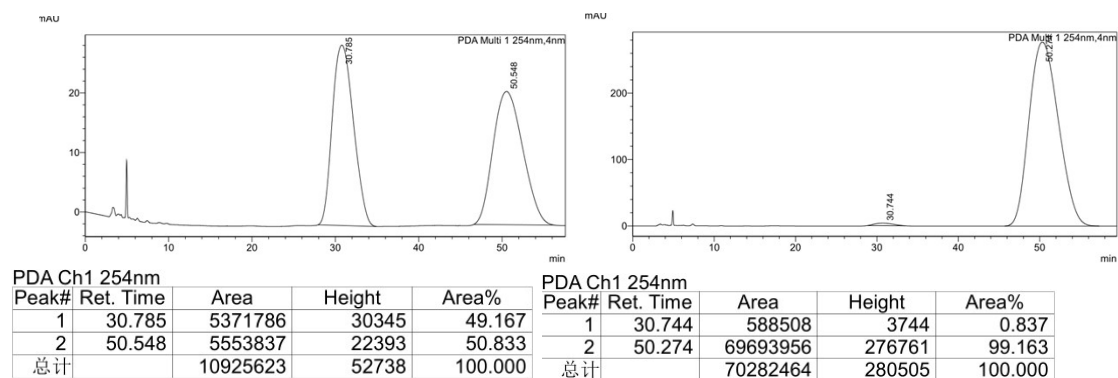 mAU
PDA Multi 1 254nm,4nm
30.785
50.548
20
10
0
0 10 20 30 40 50
min
PDA Ch1 254nm
Peak# Ret. Time Area Height Area%
1 30.785 5371786 30345 49.167
2 50.548 5553837 22393 50.833
总计 10925623 52738 100.000
mAU
PDA Multi 1 254nm,4nm
50.274
30.744
200
100
0
0 10 20 30 40 50
min
PDA Ch1 254nm
Peak# Ret. Time Area Height Area%
1 30.744 588508 3744 0.837
2 50.274 69693956 276761 99.163
总计 70282464 280505 100.000